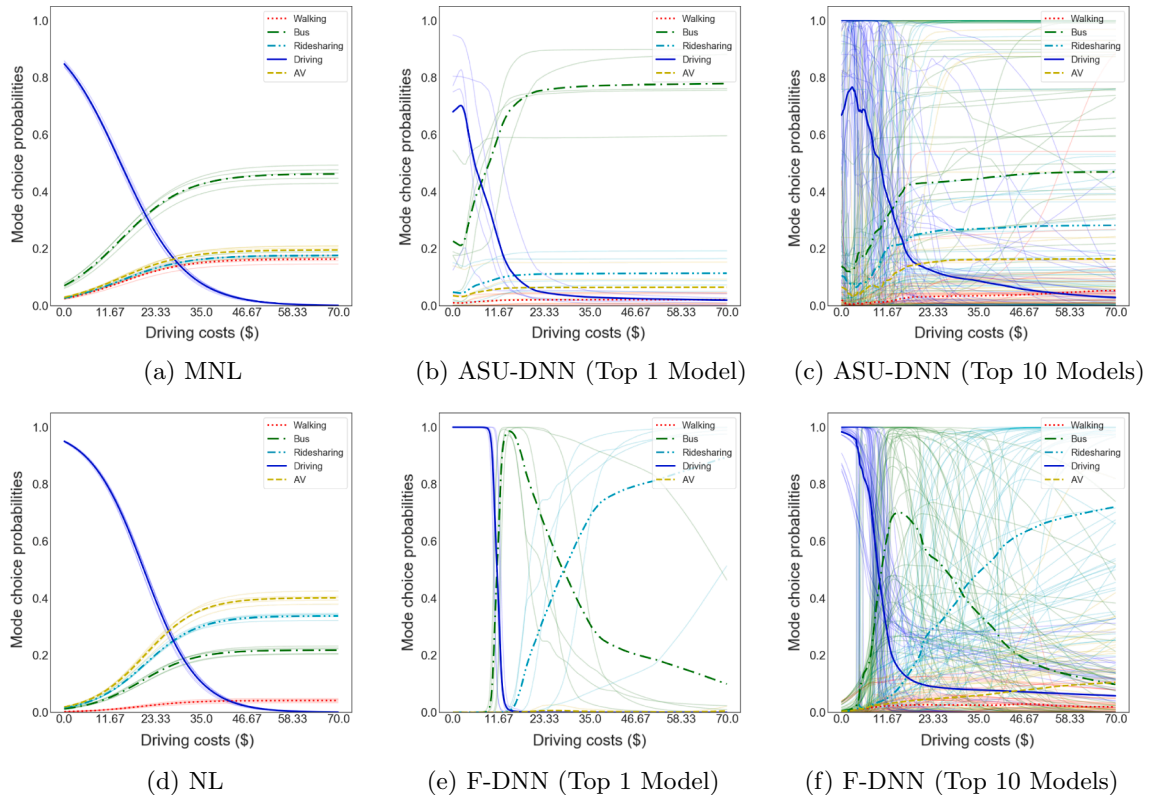 Mode choice probabilities
1.0
0.8
0.6
0.4
0.2
0.0
Walking
Bus
Ridesharing
Driving
AV
0.0 11.67 23.33 35.0 46.67 58.33 70.0
Driving costs ($)
(a) MNL
Mode choice probabilities
1.0
0.8
0.6
0.4
0.2
0.0
Walking
Bus
Ridesharing
Driving
AV
0.0 11.67 23.33 35.0 46.67 58.33 70.0
Driving costs ($)
(b) ASU-DNN (Top 1 Model)
Mode choice probabilities
1.0
0.8
0.6
0.4
0.2
0.0
Walking
Bus
Ridesharing
Driving
AV
0.0 11.67 23.33 35.0 46.67 58.33 70.0
Driving costs ($)
(c) ASU-DNN (Top 10 Models)
Mode choice probabilities
1.0
0.8
0.6
0.4
0.2
0.0
Walking
Bus
Ridesharing
Driving
AV
0.0 11.67 23.33 35.0 46.67 58.33 70.0
Driving costs ($)
(d) NL
Mode choice probabilities
1.0
0.8
0.6
0.4
0.2
0.0
Walking
Bus
Ridesharing
Driving
AV
0.0 11.67 23.33 35.0 46.67 58.33 70.0
Driving costs ($)
(e) F-DNN (Top 1 Model)
Mode choice probabilities
1.0
0.8
0.6
0.4
0.2
0.0
Walking
Bus
Ridesharing
Driving
AV
0.0 11.67 23.33 35.0 46.67 58.33 70.0
Driving costs ($)
(f) F-DNN (Top 10 Models)